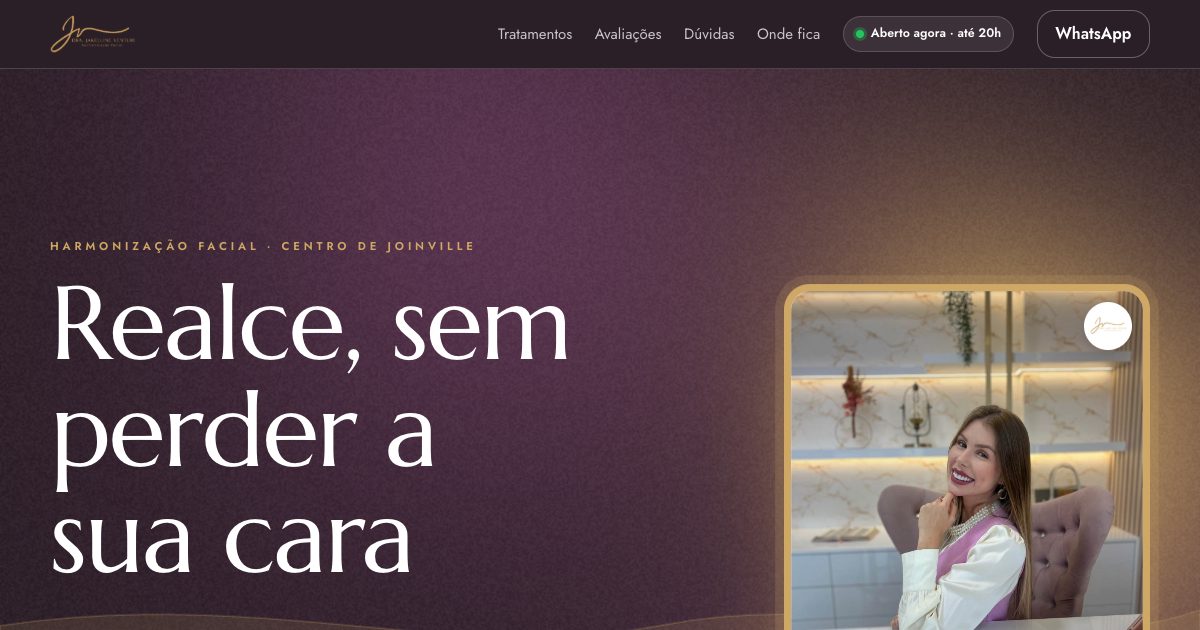 Tratamentos
Avaliações
Dúvidas
Onde fica
Aberto agora · até 20h
WhatsApp
HARMONIZAÇÃO FACIAL · CENTRO DE JOINVILLE
Realce, sem
perder a
sua cara